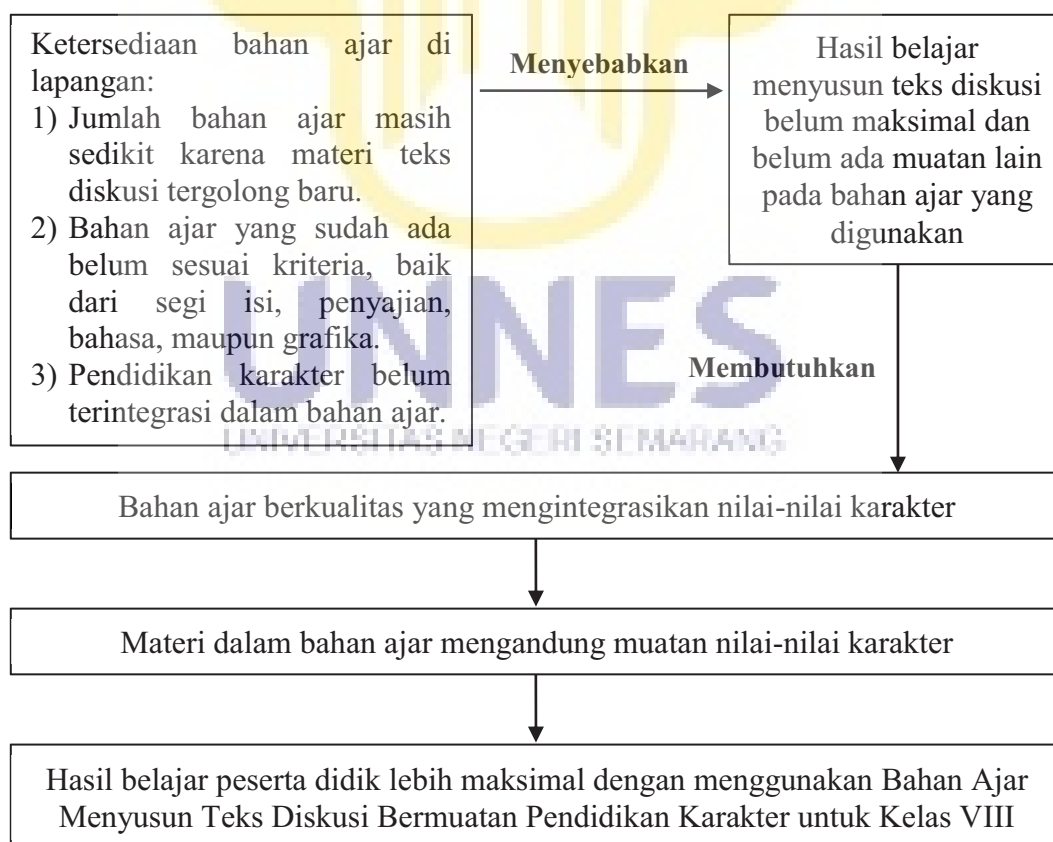 Ketersediaan bahan ajar di
lapangan:
1) Jumlah bahan ajar masih
sedikit karena materi teks
diskusi tergolong baru.
2) Bahan ajar yang sudah ada
belum sesuai kriteria, baik
dari segi isi, penyajian,
bahasa, maupun grafika.
3) Pendidikan karakter belum
terintegrasi dalam bahan ajar.
Menyebabkan
Hasil belajar
menyusun teks diskusi
belum maksimal dan
belum ada muatan lain
pada bahan ajar yang
digunakan
Membutuhkan
UNNES
UNIVERSITAS NEGERI SEMARANG
Bahan ajar berkualitas yang mengintegrasikan nilai-nilai karakter
Materi dalam bahan ajar mengandung muatan nilai-nilai karakter
Hasil belajar peserta didik lebih maksimal dengan menggunakan Bahan Ajar
Menyusun Teks Diskusi Bermuatan Pendidikan Karakter untuk Kelas VIII